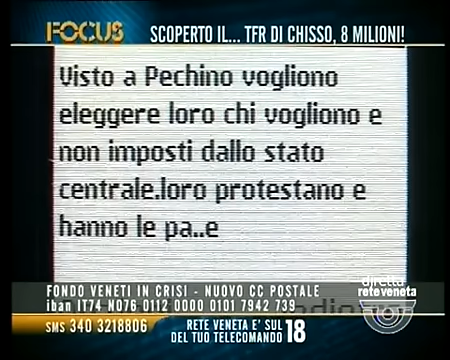 FOCUS SCOPERTO IL... TFR DI CHISSO, 8 MILIONI!
Visto a Pechino vogliono
eleggere loro chi vogliono e
non imposti dallo stato
centrale.loro protestano e
hanno le pa..e
diretta
reteveneta
FONDO VENETI IN CRISI - NUOVO CC POSTALE
iban IT74 N076 0112 0000 0101 7942 739
SMS 340 3218806
RETE VENETA E' SUL
DEL TUO TELECOMANDO 18